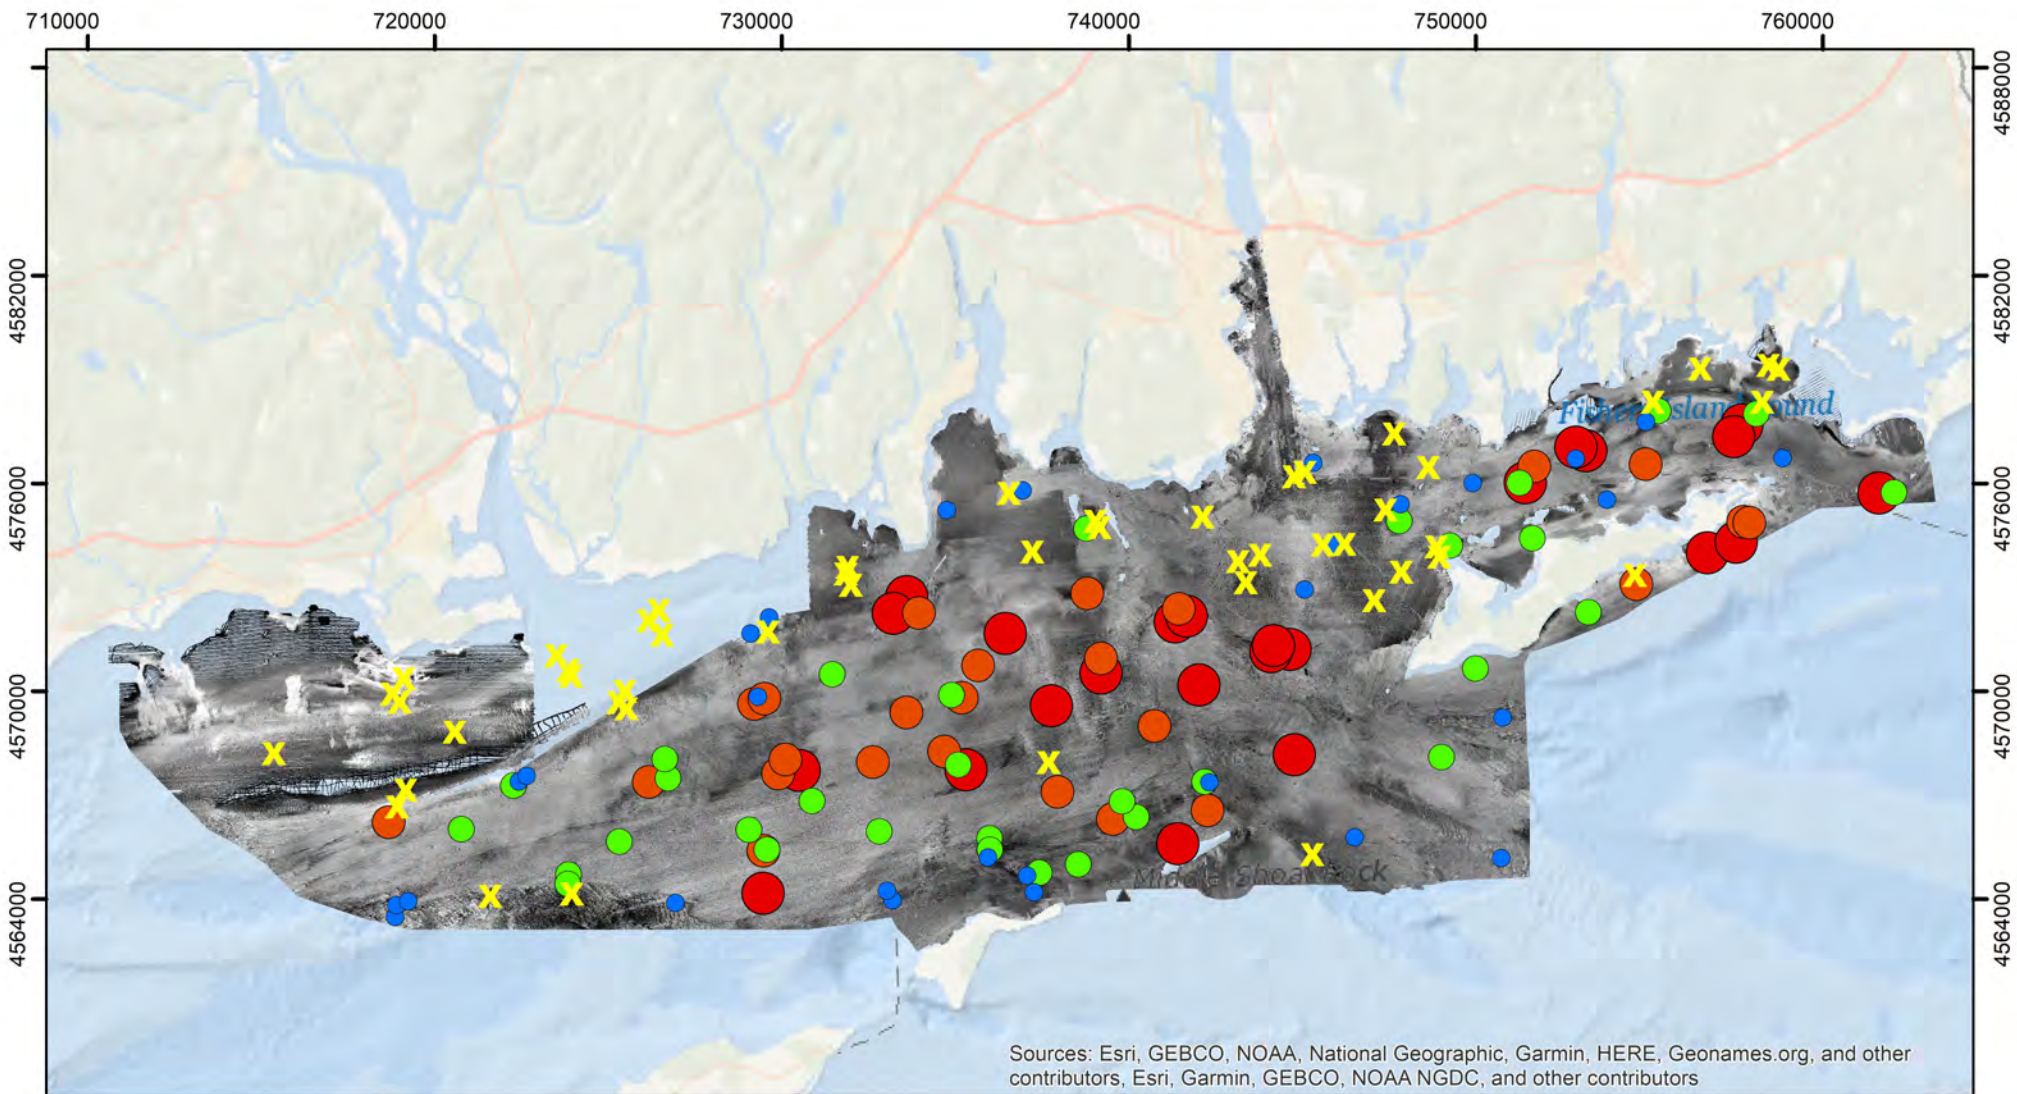 710000 720000 730000 740000 750000 760000
4588000
4582000 4582000
Fisher Island Sound
4576000 4576000
4570000 4570000
Middle Shoal Rock
4564000 4564000
Sources: Esri, GEBCO, NOAA, National Geographic, Garmin, HERE, Geonames.org, and other
contributors, Esri, Garmin, GEBCO, NOAA NGDC, and other contributors